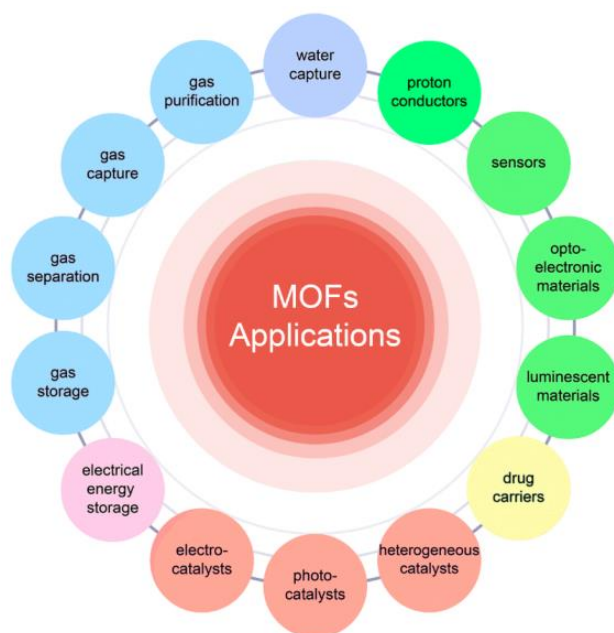 MOFs
Applications
water
capture
proton
conductors
sensors
opto-
electronic
materials
luminescent
materials
drug
carriers
heterogeneous
catalysts
photo-
catalysts
electro-
catalysts
electrical
energy
storage
gas
storage
gas
separation
gas
capture
gas
purification